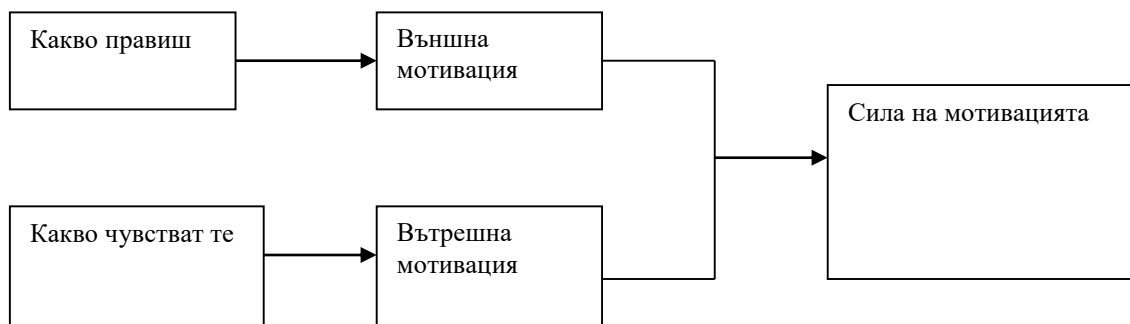 Какво правиш
Външна
мотивация
Сила на мотивацията
Какво чувстват те
Вътрешна
мотивация